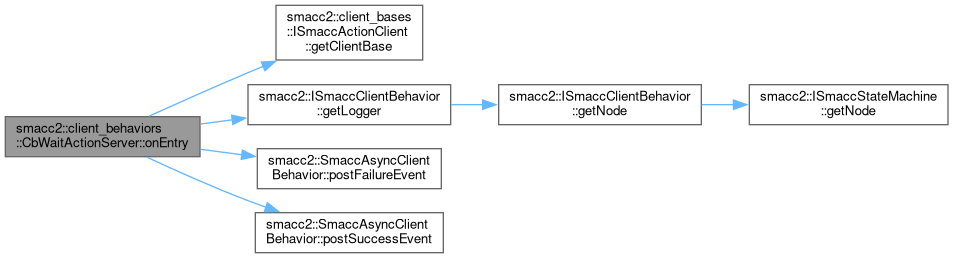 smacc2::client_bases
::ISmaccActionClient
::getClientBase
smacc2::ISmaccClientBehavior
::getLogger
smacc2::ISmaccClientBehavior
::getNode
smacc2::ISmaccStateMachine
::getNode
smacc2::client_behaviors
::CbWaitActionServer::onEntry
smacc2::SmaccAsyncClient
Behavior::postFailureEvent
smacc2::SmaccAsyncClient
Behavior::postSuccessEvent